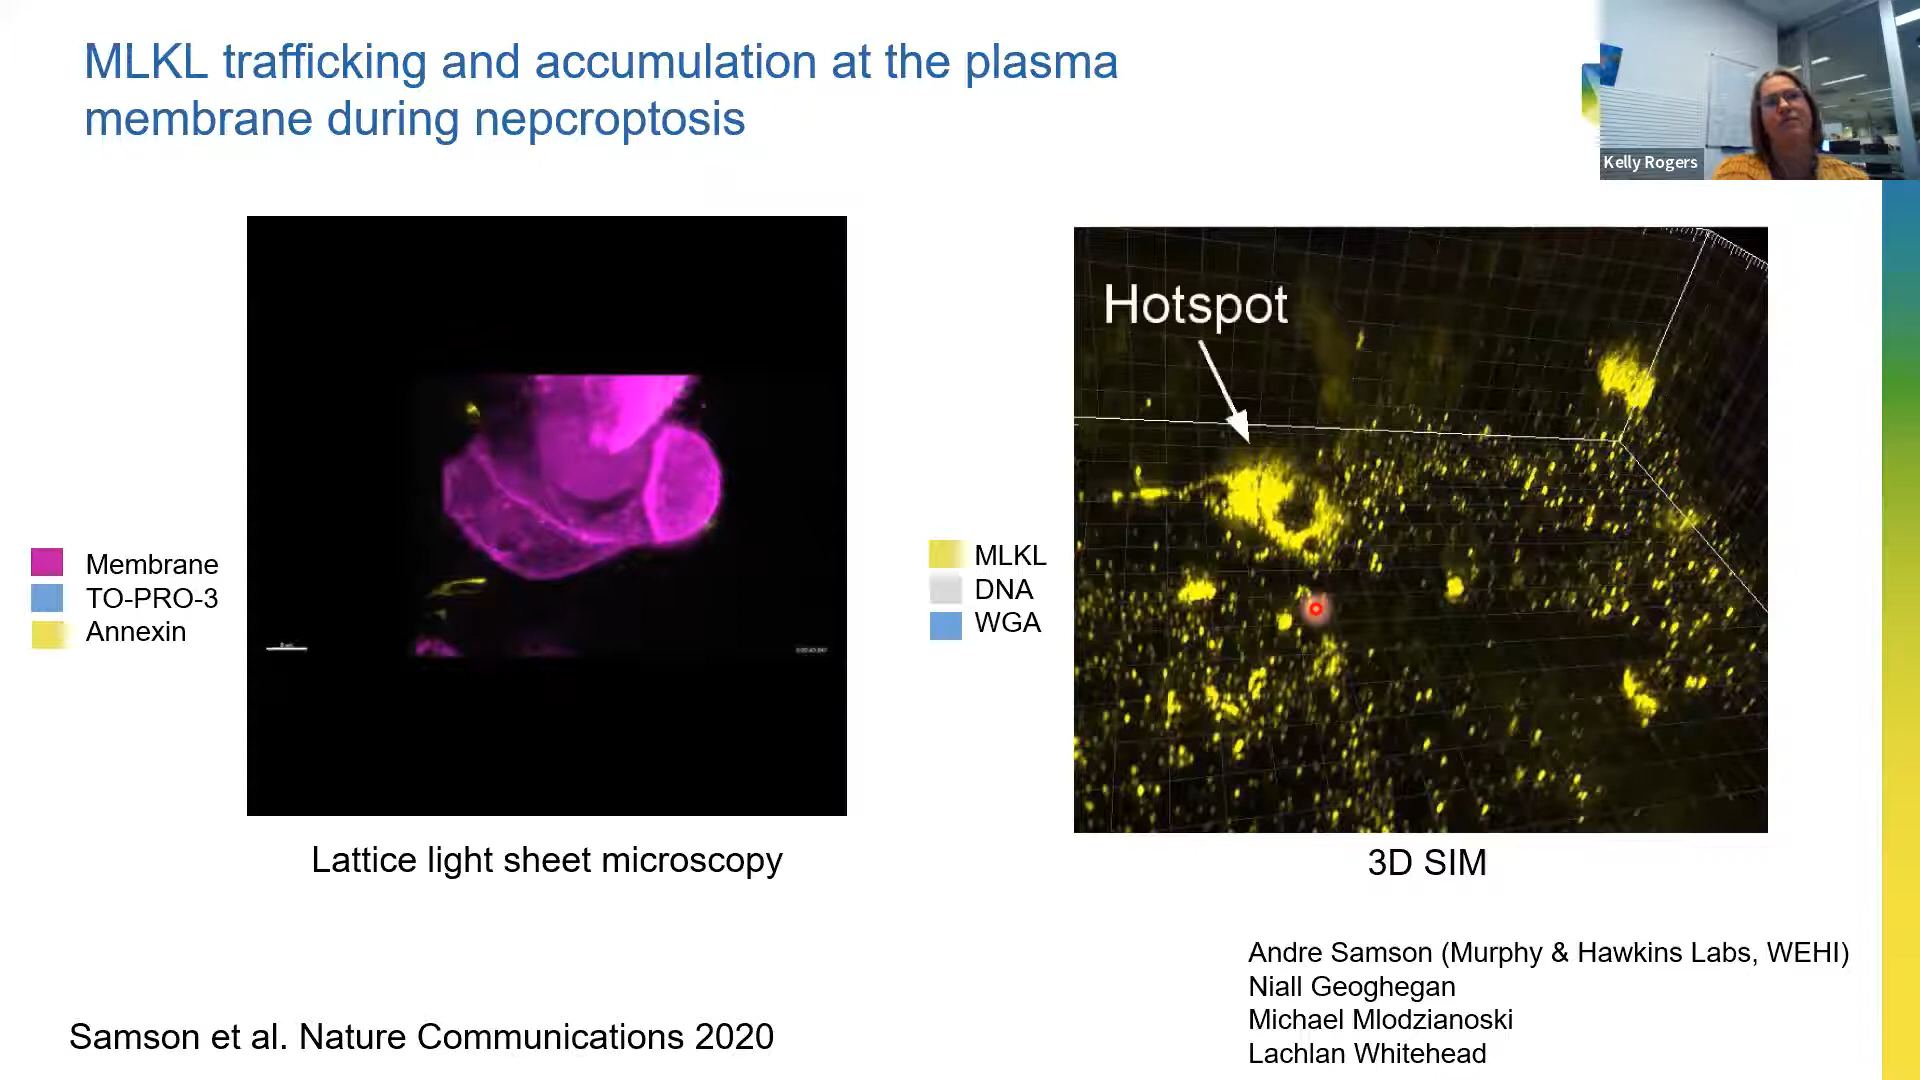 MLKL trafficking and accumulation at the plasma
membrane during nepcroptosis
Kelly Rogers
Hotspot
Membrane
TO-PRO-3
Annexin
MLKL
DNA
WGA
Lattice light sheet microscopy
3D SIM
Andre Samson (Murphy & Hawkins Labs, WEHI)
Niall Geoghegan
Michael Mlodzianoski
Lachlan Whitehead
Samson et al. Nature Communications 2020